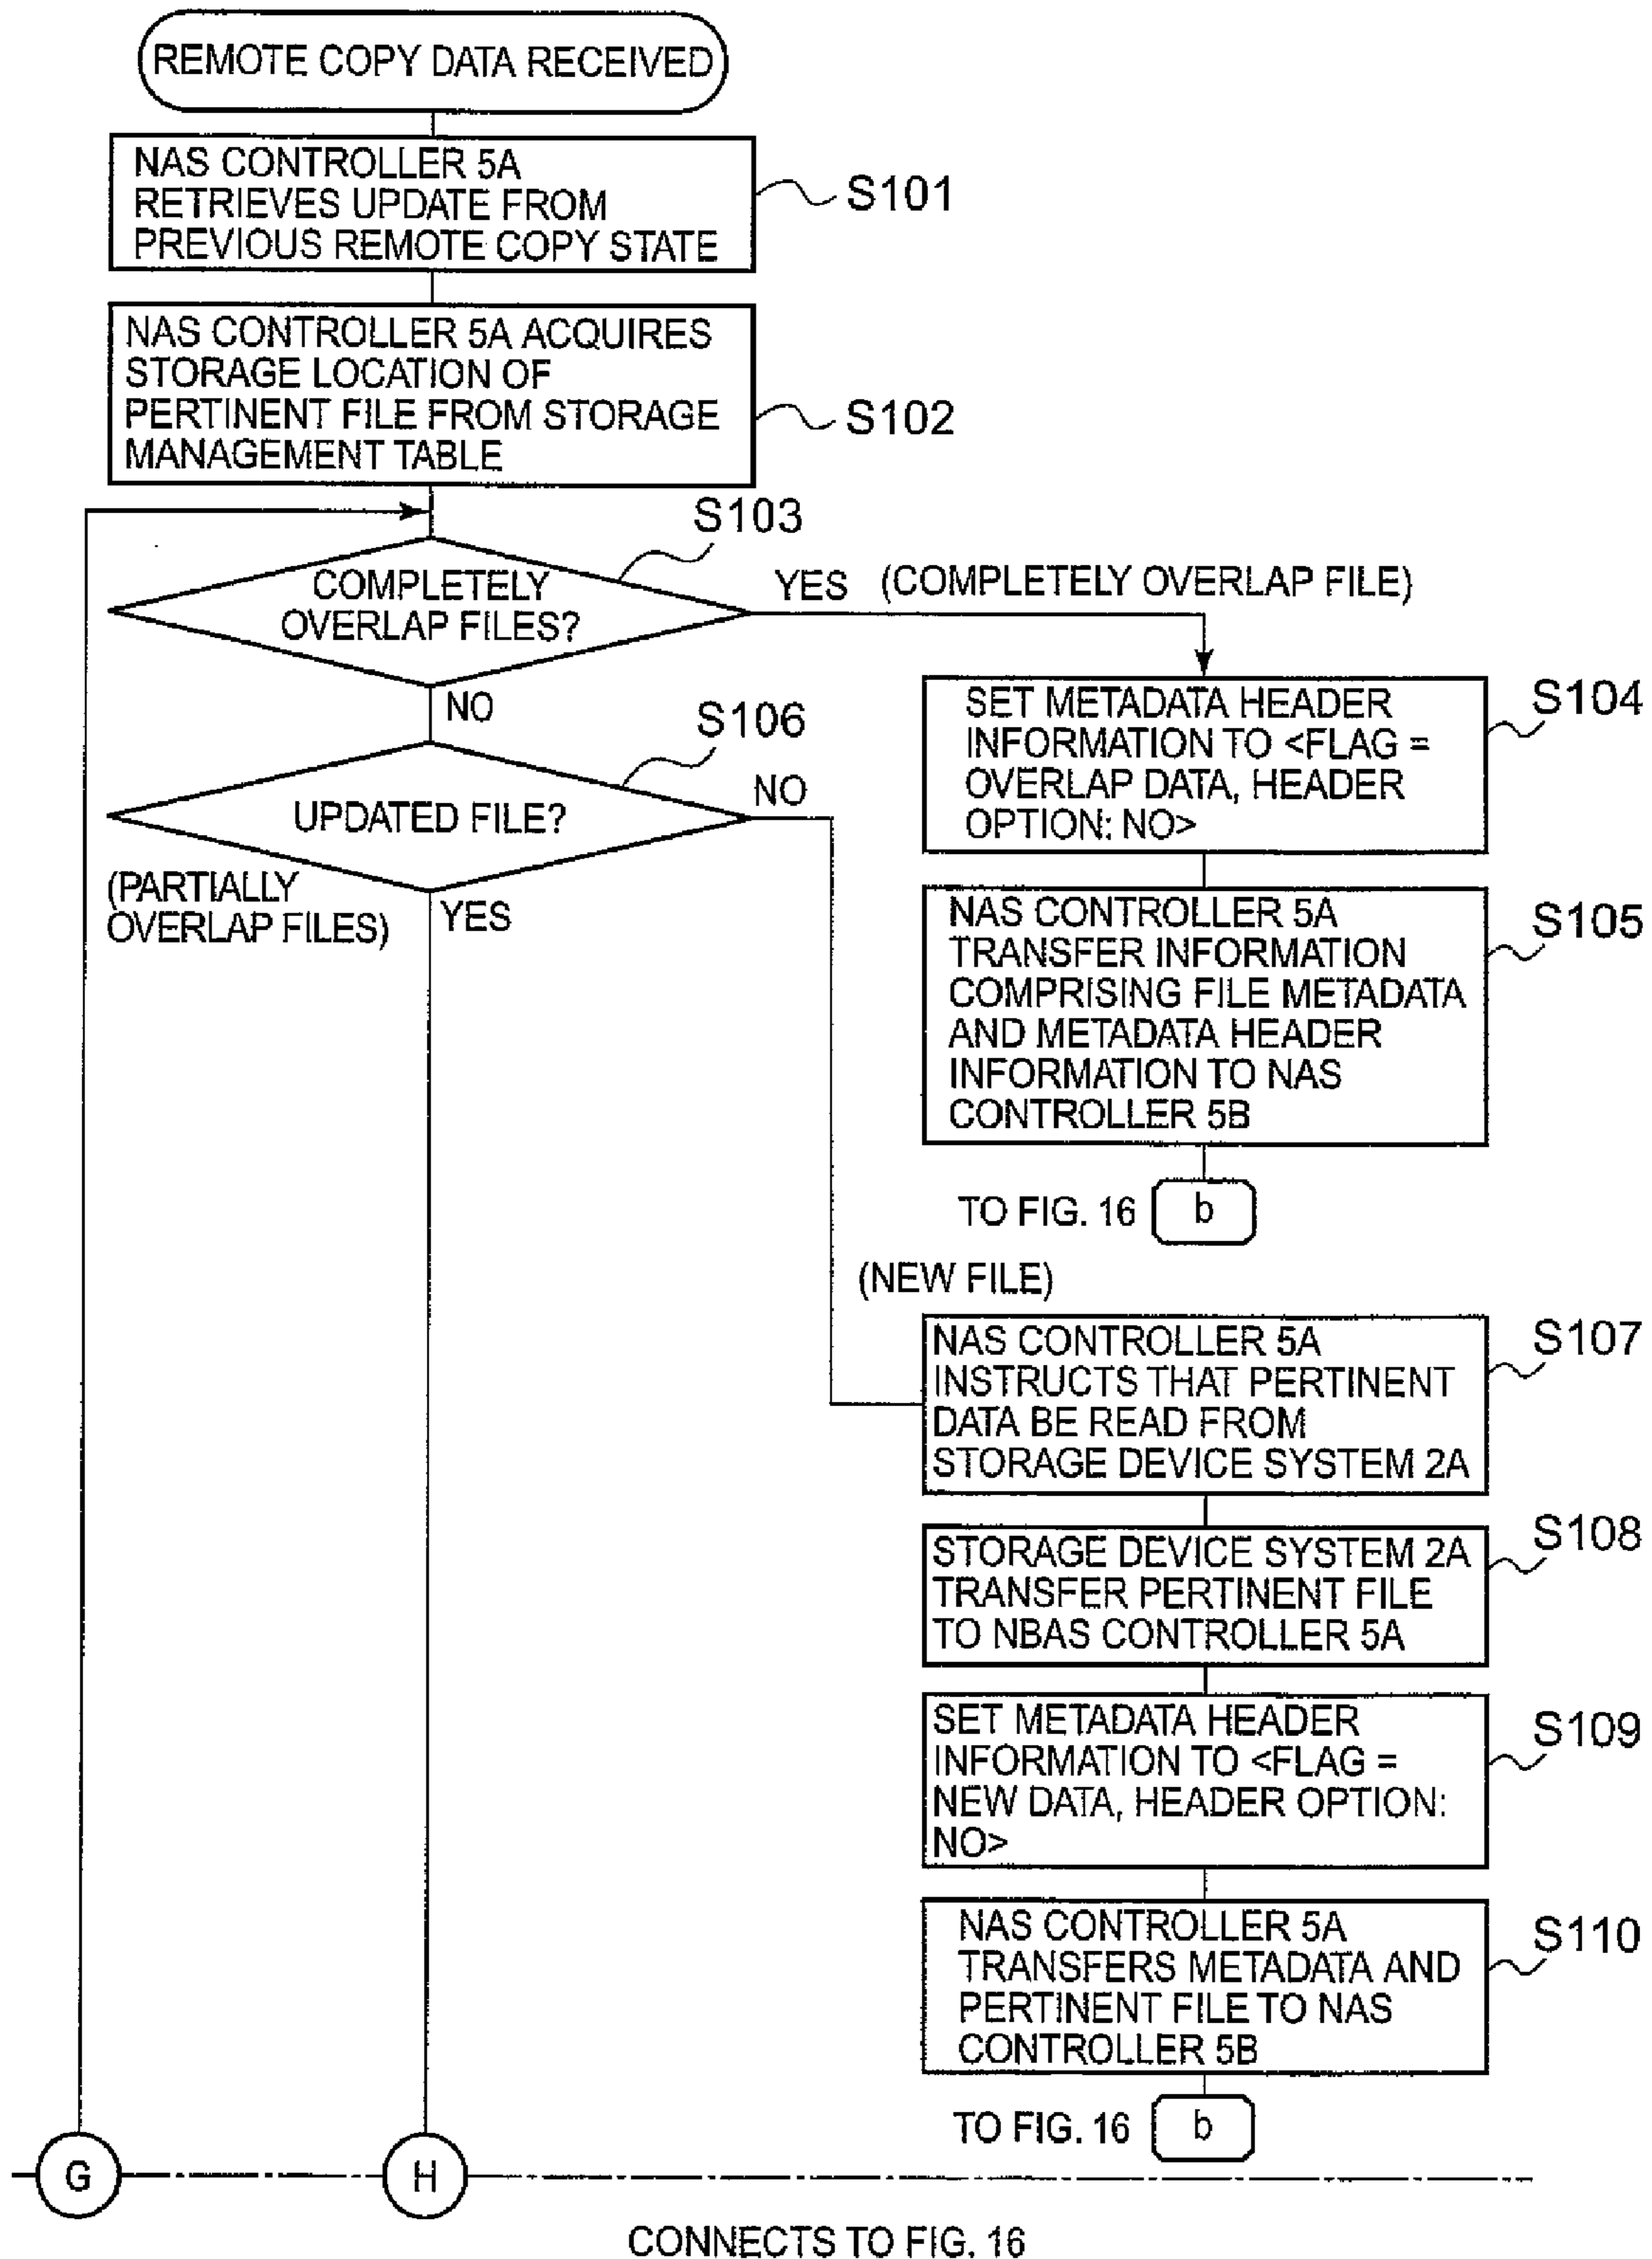 REMOTE COPY DATA RECEIVED
NAS CONTROLLER 5A
RETRIEVES UPDATE FROM
PREVIOUS REMOTE COPY STATE
S101
NAS CONTROLLER 5A ACQUIRES
STORAGE LOCATION OF
PERTINENT FILE FROM STORAGE
MANAGEMENT TABLE
S102
S103
COMPLETELY
OVERLAP FILES?
YES (COMPLETELY OVERLAP FILE)
NO
SET METADATA HEADER
INFORMATION TO <FLAG =
OVERLAP DATA, HEADER
OPTION: NO>
S104
S106
UPDATED FILE?
NO
(PARTIALLY
OVERLAP FILES)
YES
NAS CONTROLLER 5A
TRANSFER INFORMATION
COMPRISING FILE METADATA
AND METADATA HEADER
INFORMATION TO NAS
CONTROLLER 5B
S105
TO FIG. 16 b
(NEW FILE)
NAS CONTROLLER 5A
INSTRUCTS THAT PERTINENT
DATA BE READ FROM
STORAGE DEVICE SYSTEM 2A
S107
STORAGE DEVICE SYSTEM 2A
TRANSFER PERTINENT FILE
TO NBAS CONTROLLER 5A
S108
SET METADATA HEADER
INFORMATION TO <FLAG =
NEW DATA, HEADER OPTION:
NO>
S109
NAS CONTROLLER 5A
TRANSFERS METADATA AND
PERTINENT FILE TO NAS
CONTROLLER 5B
S110
TO FIG. 16 b
G
H
CONNECTS TO FIG. 16